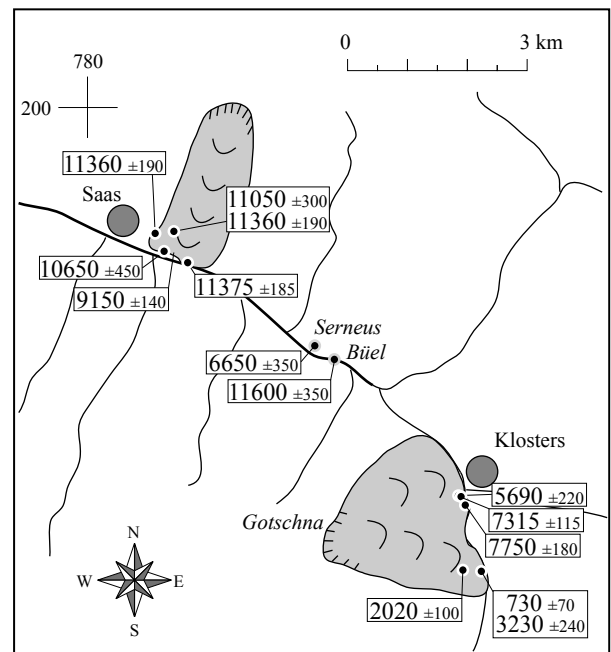 0
3 km
780
200
11360 ±190
Saas
11050 ±300
11360 ±190
10650 ±450
9150 ±140
11375 ±185
Serneus
Büel
6650 ±350
11600 ±350
Klosters
5690 ±220
7315 ±115
7750 ±180
Gotschna
2020 ±100
730 ±70
3230 ±240
N
W
E
S